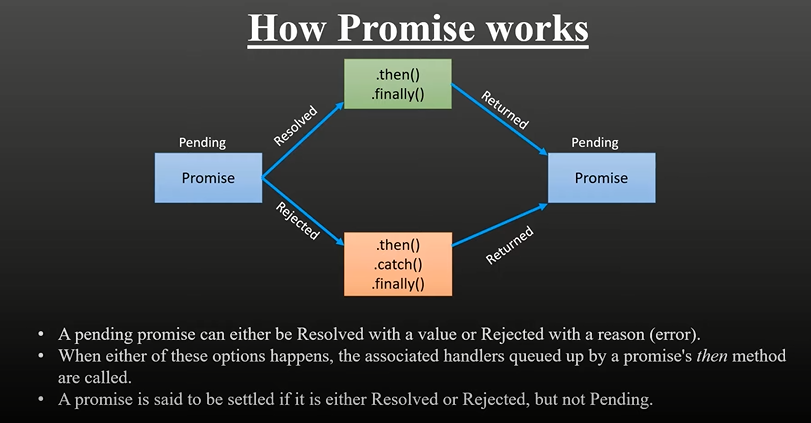 How Promise works
.then()
.finally()
Resolved
Returned
Pending
Promise
Pending
Promise
Rejected
Returned
.then()
.catch()
.finally()
• A pending promise can either be Resolved with a value or Rejected with a reason (error).
• When either of these options happens, the associated handlers queued up by a promise's then method
are called.
• A promise is said to be settled if it is either Resolved or Rejected, but not Pending.